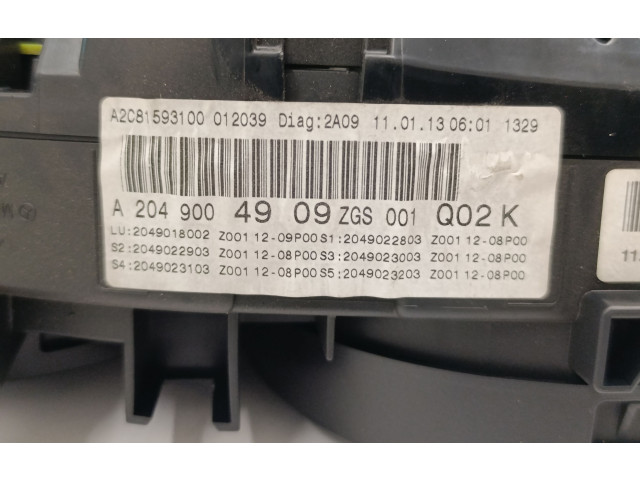 A2C81593100 012039 Diag:2A09 11.01.13 06:01 1329
A 204 900 49 09 ZGS 001 Q02 K
LU:2049018002 Z001 12-09P00 S1:2049022803 Z001 12-08P00
S2:2049022903 Z001 12-08P00 S3:2049023003 Z001 12-08P00
S4:2049023103 Z001 12-08P00 S5:2049023203 Z001 12-08P00